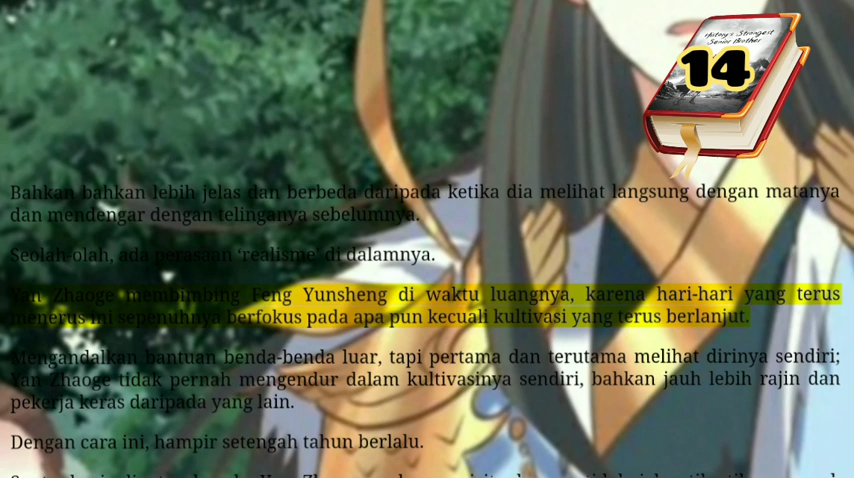 History's Strongest
Senior Brother
14
Bahkan bahkan lebih jelas dan berbeda daripada ketika dia melihat langsung dengan matanya
dan mendengar dengan telinganya sebelumnya.
Seolah-olah, ada perasaan ‘realisme’ di dalamnya.
Yan Zhaoge membimbing Feng Yunsheng di waktu luangnya, karena hari-hari yang terus
menerus ini sepenuhnya berfokus pada apa pun kecuali kultivasi yang terus berlanjut.
Mengandalkan bantuan benda-benda luar, tapi pertama dan terutama melihat dirinya sendiri;
Yan Zhaoge tidak pernah mengendur dalam kultivasinya sendiri, bahkan jauh lebih rajin dan
pekerja keras daripada yang lain.
Dengan cara ini, hampir setengah tahun berlalu.